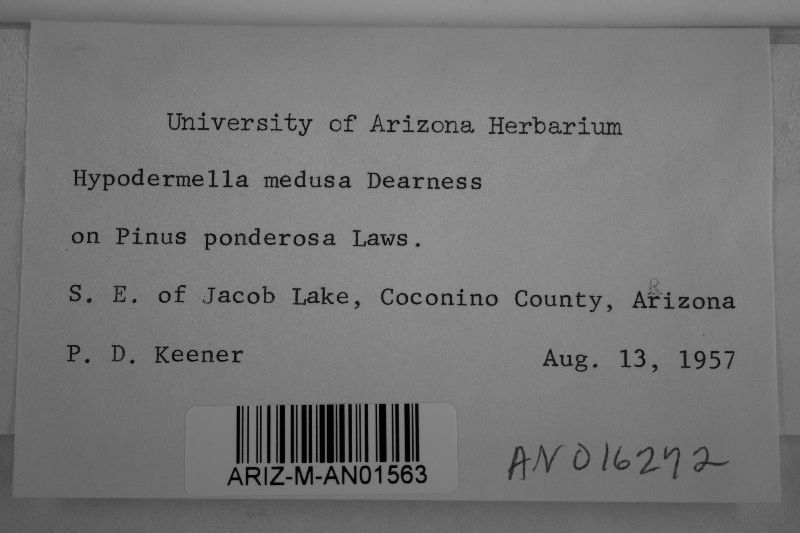 University of Arizona Herbarium
Hypodermella medusa Dearness
on Pinus ponderosa Laws.
S. E. of Jacob Lake, Coconino County, Arizona
P. D. Keener Aug. 13, 1957
ARIZ-M-AN01563
AN016272